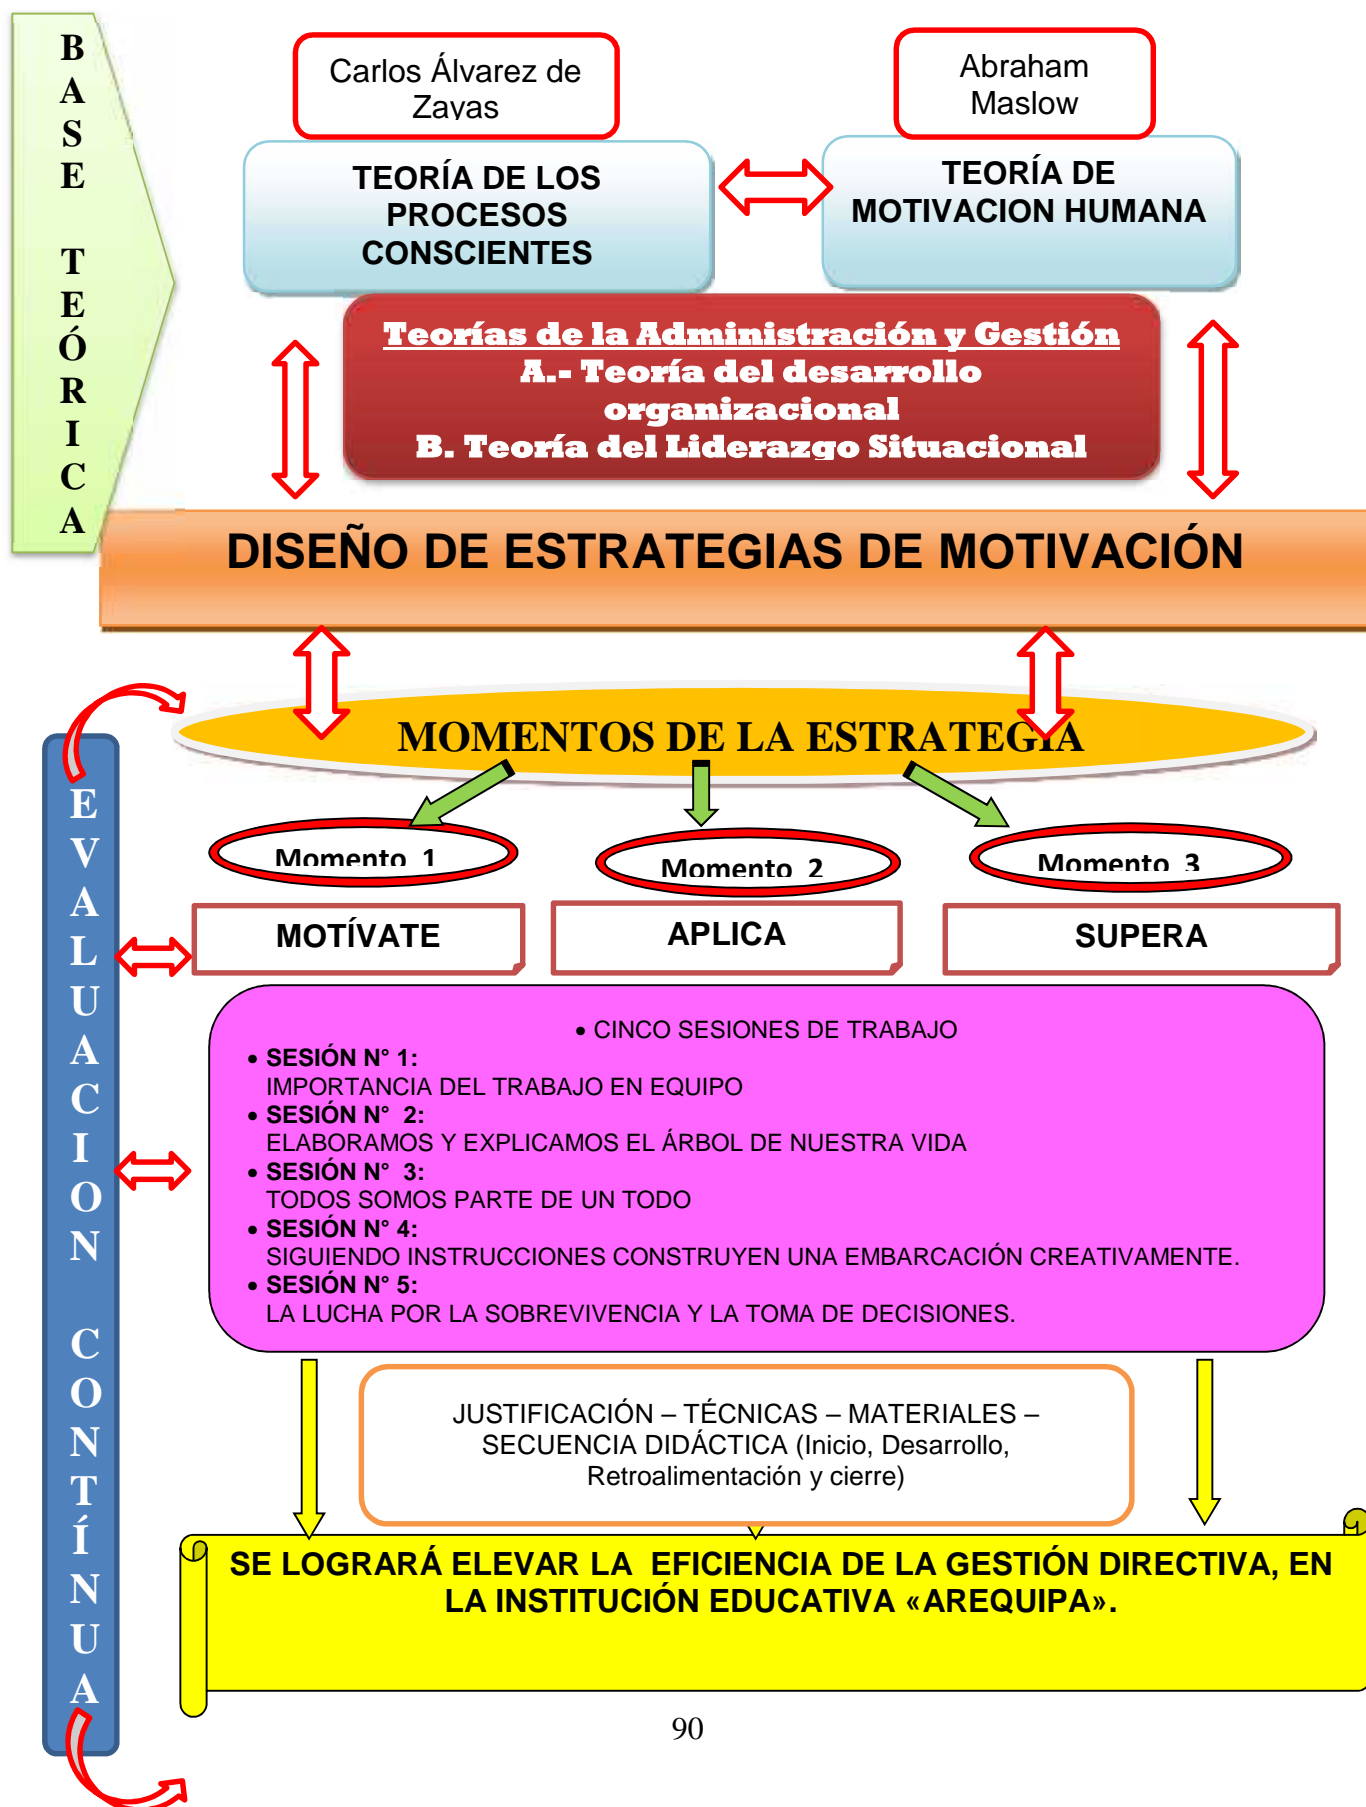 BASE TEÓRICA
Carlos Álvarez de
Zayas
Abraham
Maslow
TEORÍA DE LOS
PROCESOS
CONSCIENTES
TEORÍA DE
MOTIVACION HUMANA
Teorías de la Administración y Gestión
A.- Teoría del desarrollo
organizacional
B. Teoría del Liderazgo Situacional
DISEÑO DE ESTRATEGIAS DE MOTIVACIÓN
MOMENTOS DE LA ESTRATEGIA
EVALUACION CONTÍNUA
Momento 1
Momento 2
Momento 3
MOTÍVATE
APLICA
SUPERA
• CINCO SESIONES DE TRABAJO
• SESIÓN N° 1:
IMPORTANCIA DEL TRABAJO EN EQUIPO
• SESIÓN N° 2:
ELABORAMOS Y EXPLICAMOS EL ÁRBOL DE NUESTRA VIDA
• SESIÓN N° 3:
TODOS SOMOS PARTE DE UN TODO
• SESIÓN N° 4:
SIGUIENDO INSTRUCCIONES CONSTRUYEN UNA EMBARCACIÓN CREATIVAMENTE.
• SESIÓN N° 5:
LA LUCHA POR LA SOBREVIVENCIA Y LA TOMA DE DECISIONES.
JUSTIFICACIÓN – TÉCNICAS – MATERIALES –
SECUENCIA DIDÁCTICA (Inicio, Desarrollo,
Retroalimentación y cierre)
SE LOGRARÁ ELEVAR LA EFICIENCIA DE LA GESTIÓN DIRECTIVA, EN
LA INSTITUCIÓN EDUCATIVA «AREQUIPA».
90